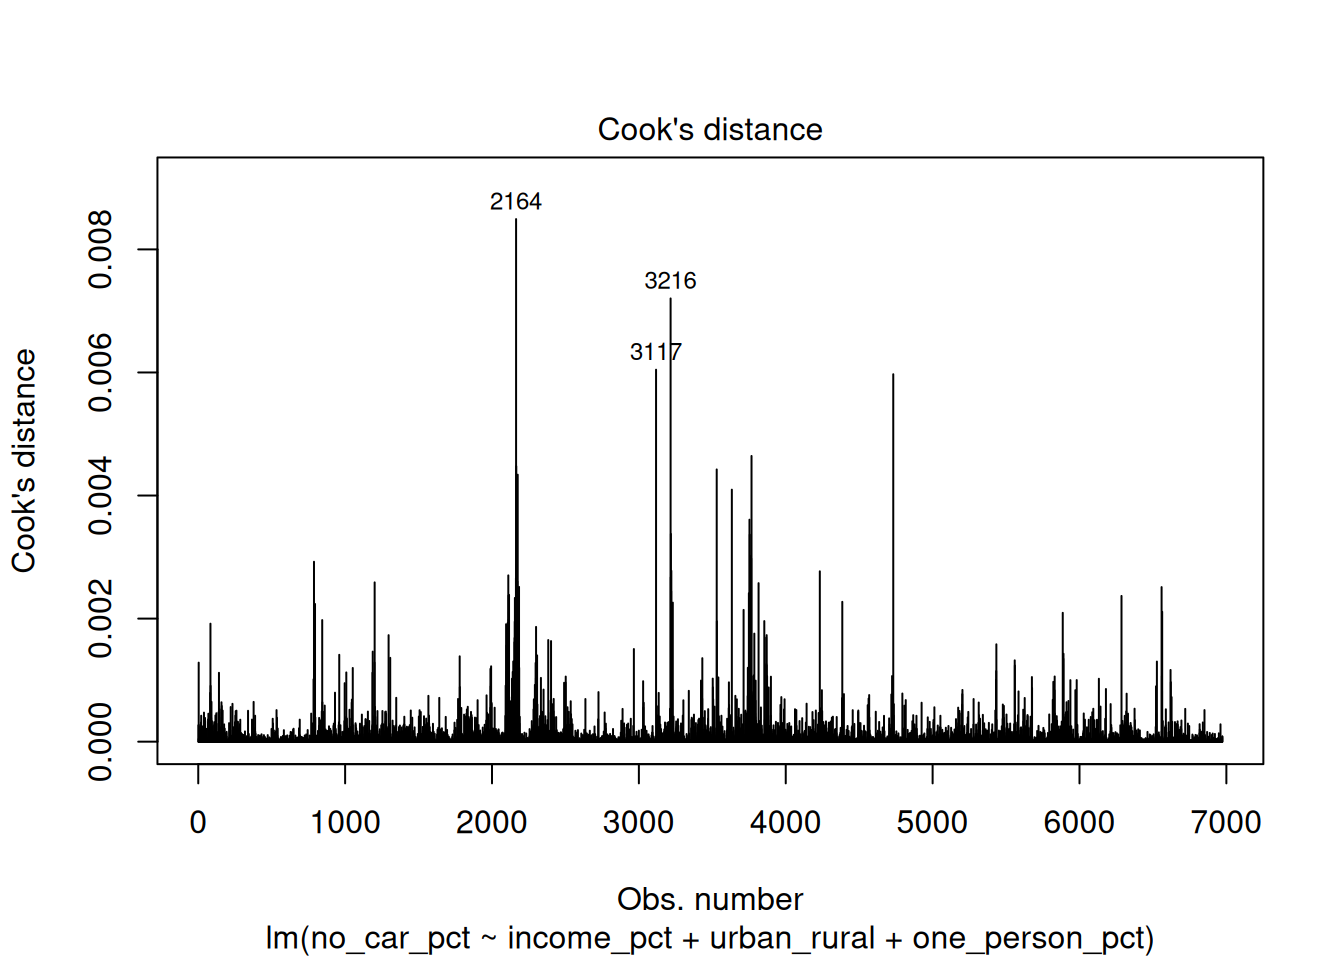 Cook's distance
2164
3216
3117
Cook's distance
0.008
0.006
0.004
0.002
0.000
0 1000 2000 3000 4000 5000 6000 7000
Obs. number
lm(no_car_pct ~ income_pct + urban_rural + one_person_pct)